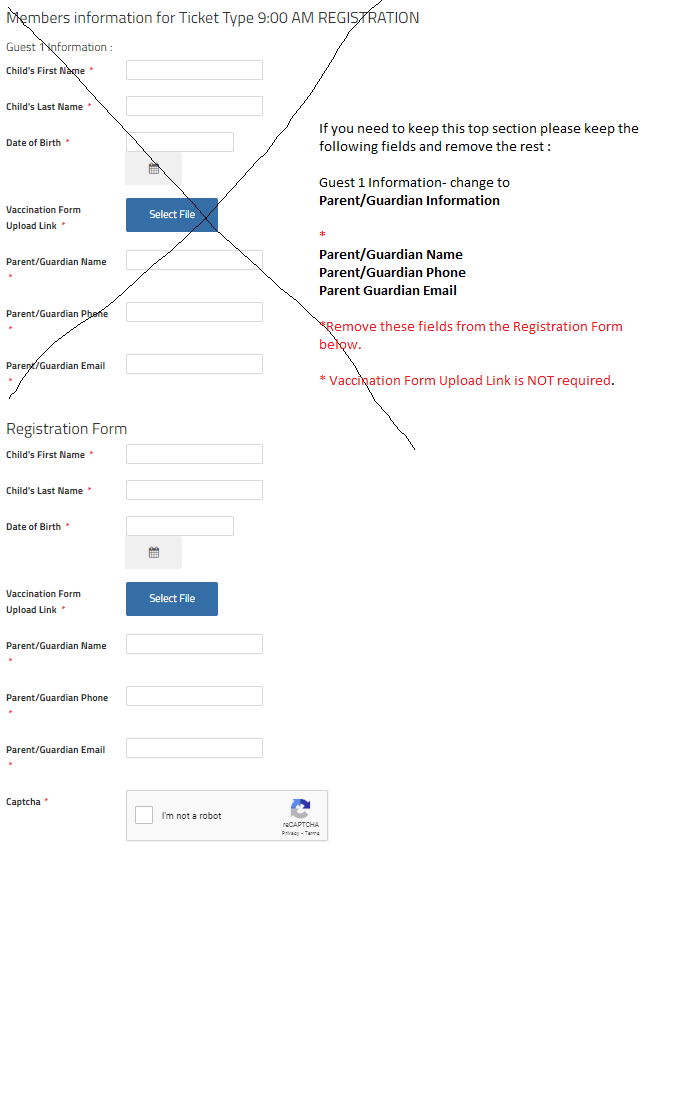 Members information for Ticket Type 9:00 AM REGISTRATION
Guest 1 Information :
Child's First Name *
Child's Last Name *
Date of Birth *
Vaccination Form
Upload Link *
Select File
Parent/Guardian Name
*
Parent/Guardian Phone
*
Parent/Guardian Email
*
If you need to keep this top section please keep the
following fields and remove the rest :
Guest 1 Information- change to
Parent/Guardian Information
*
Parent/Guardian Name
Parent/Guardian Phone
Parent Guardian Email
*Remove these fields from the Registration Form
below.
* Vaccination Form Upload Link is NOT required.
Registration Form
Child's First Name *
Child's Last Name *
Date of Birth *
Vaccination Form
Upload Link *
Select File
Parent/Guardian Name
*
Parent/Guardian Phone
*
Parent/Guardian Email
*
Captcha *
I'm not a robot
reCAPTCHA
Privacy - Terms